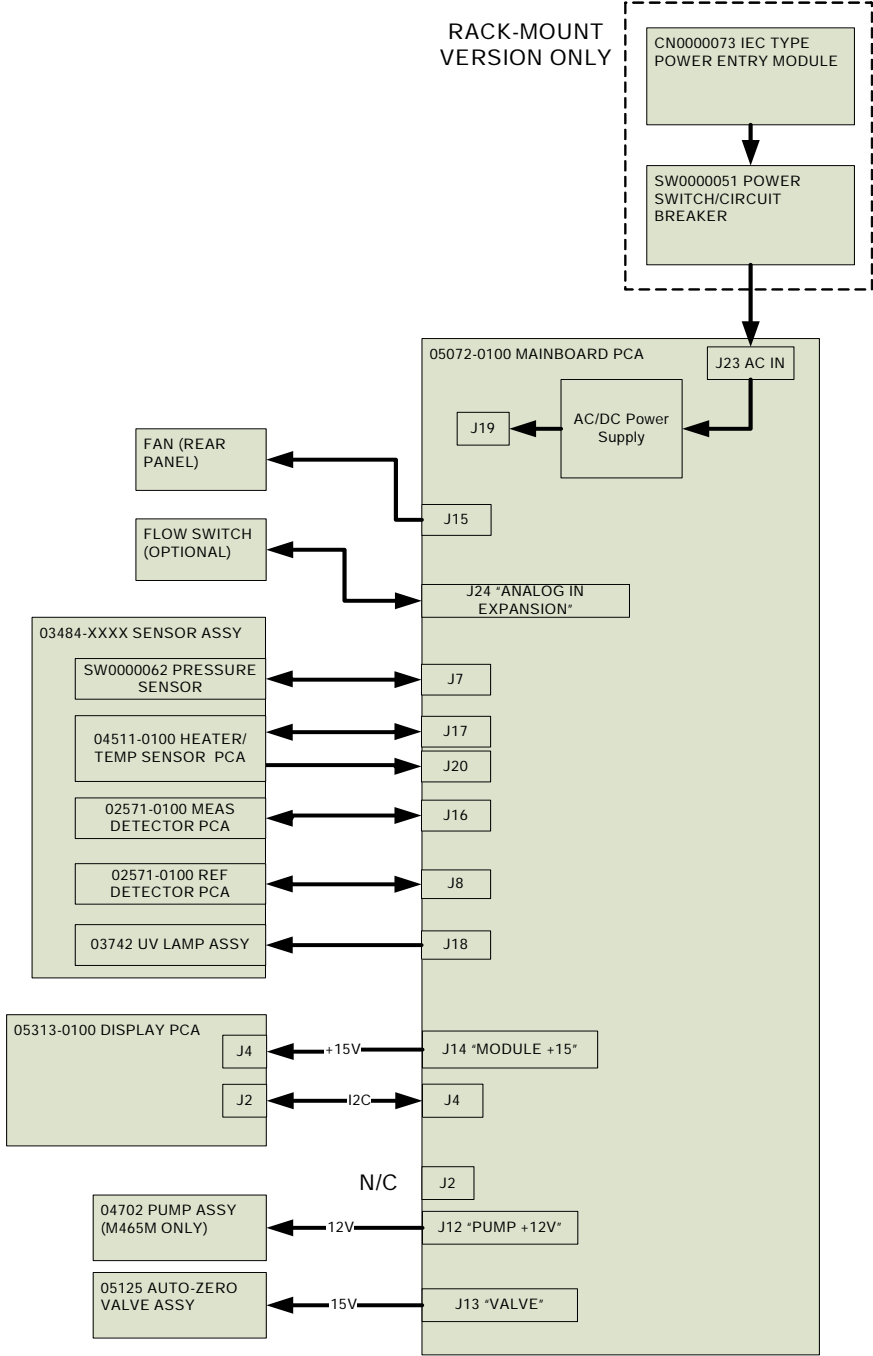 RACK-MOUNT
VERSION ONLY
CN0000073 IEC TYPE
POWER ENTRY MODULE
SW0000051 POWER
SWITCH/CIRCUIT
BREAKER
05072-0100 MAINBOARD PCA
J23 AC IN
AC/DC Power
Supply
J19
FAN (REAR
PANEL)
J15
FLOW SWITCH
(OPTIONAL)
J24 “ANALOG IN
EXPANSION”
03484-XXXX SENSOR ASSY
SW0000062 PRESSURE
SENSOR
J7
04511-0100 HEATER/
TEMP SENSOR PCA
J17
J20
02571-0100 MEAS
DETECTOR PCA
J16
02571-0100 REF
DETECTOR PCA
J8
03742 UV LAMP ASSY
J18
05313-0100 DISPLAY PCA
J4
+15V
J14 “MODULE +15”
J2
I2C
J4
N/C
J2
04702 PUMP ASSY
(M465M ONLY)
12V
J12 “PUMP +12V”
05125 AUTO-ZERO
VALVE ASSY
15V
J13 “VALVE”